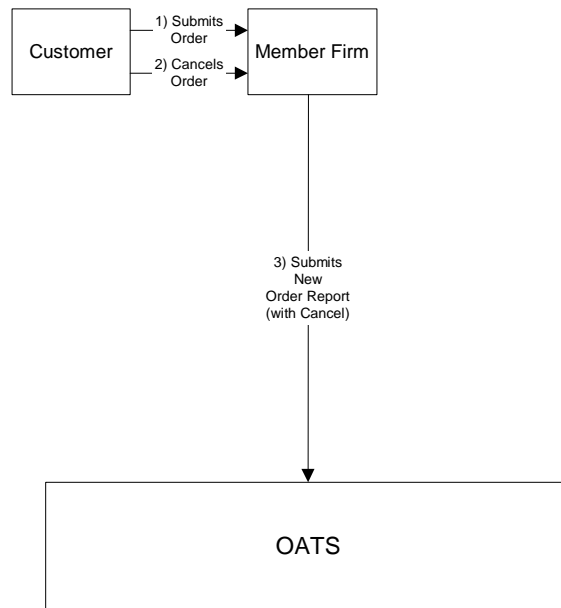 1) Submits
Order
Customer
2) Cancels
Order
Member Firm
3) Submits
New
Order Report
(with Cancel)
OATS